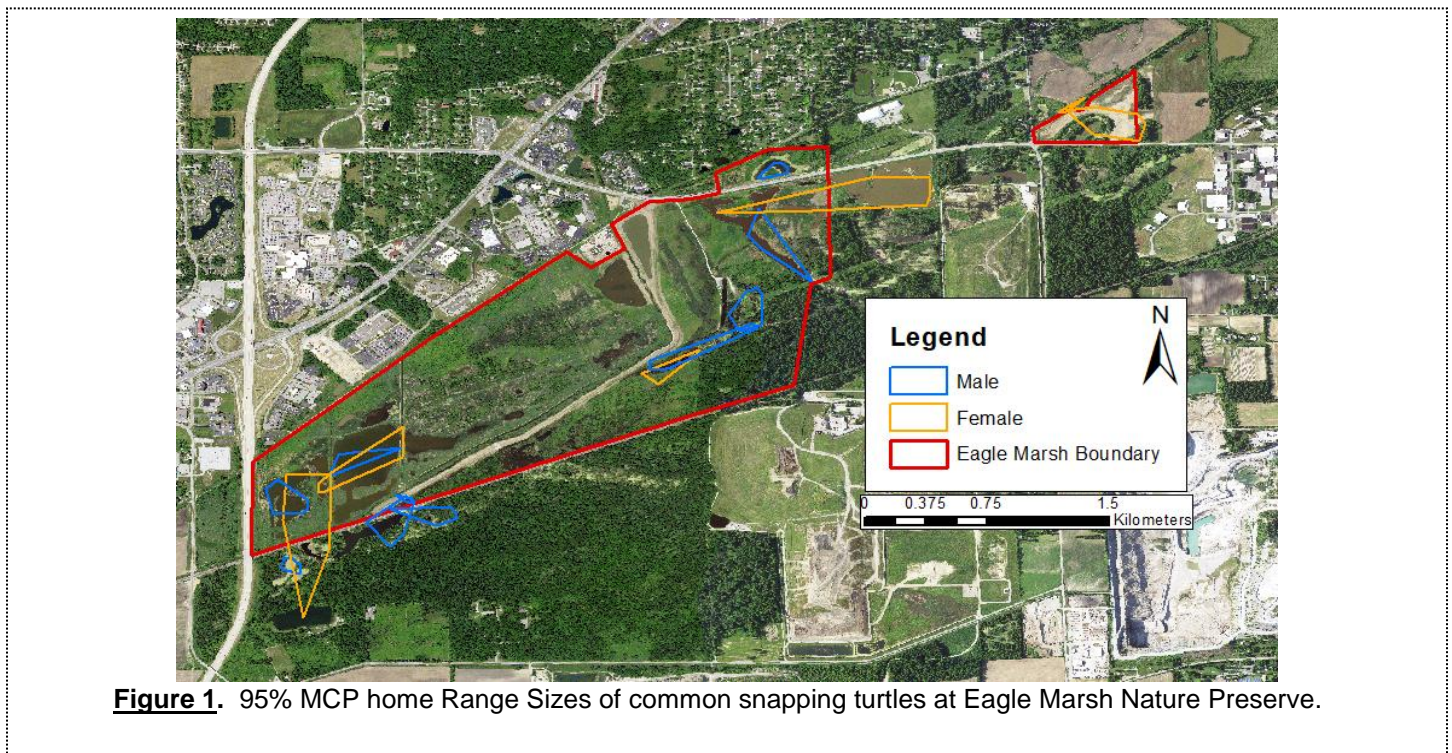 N
Legend
Male
Female
Eagle Marsh Boundary
0 0.375 0.75 1.5
Kilometers
Figure 1. 95% MCP home Range Sizes of common snapping turtles at Eagle Marsh Nature Preserve.